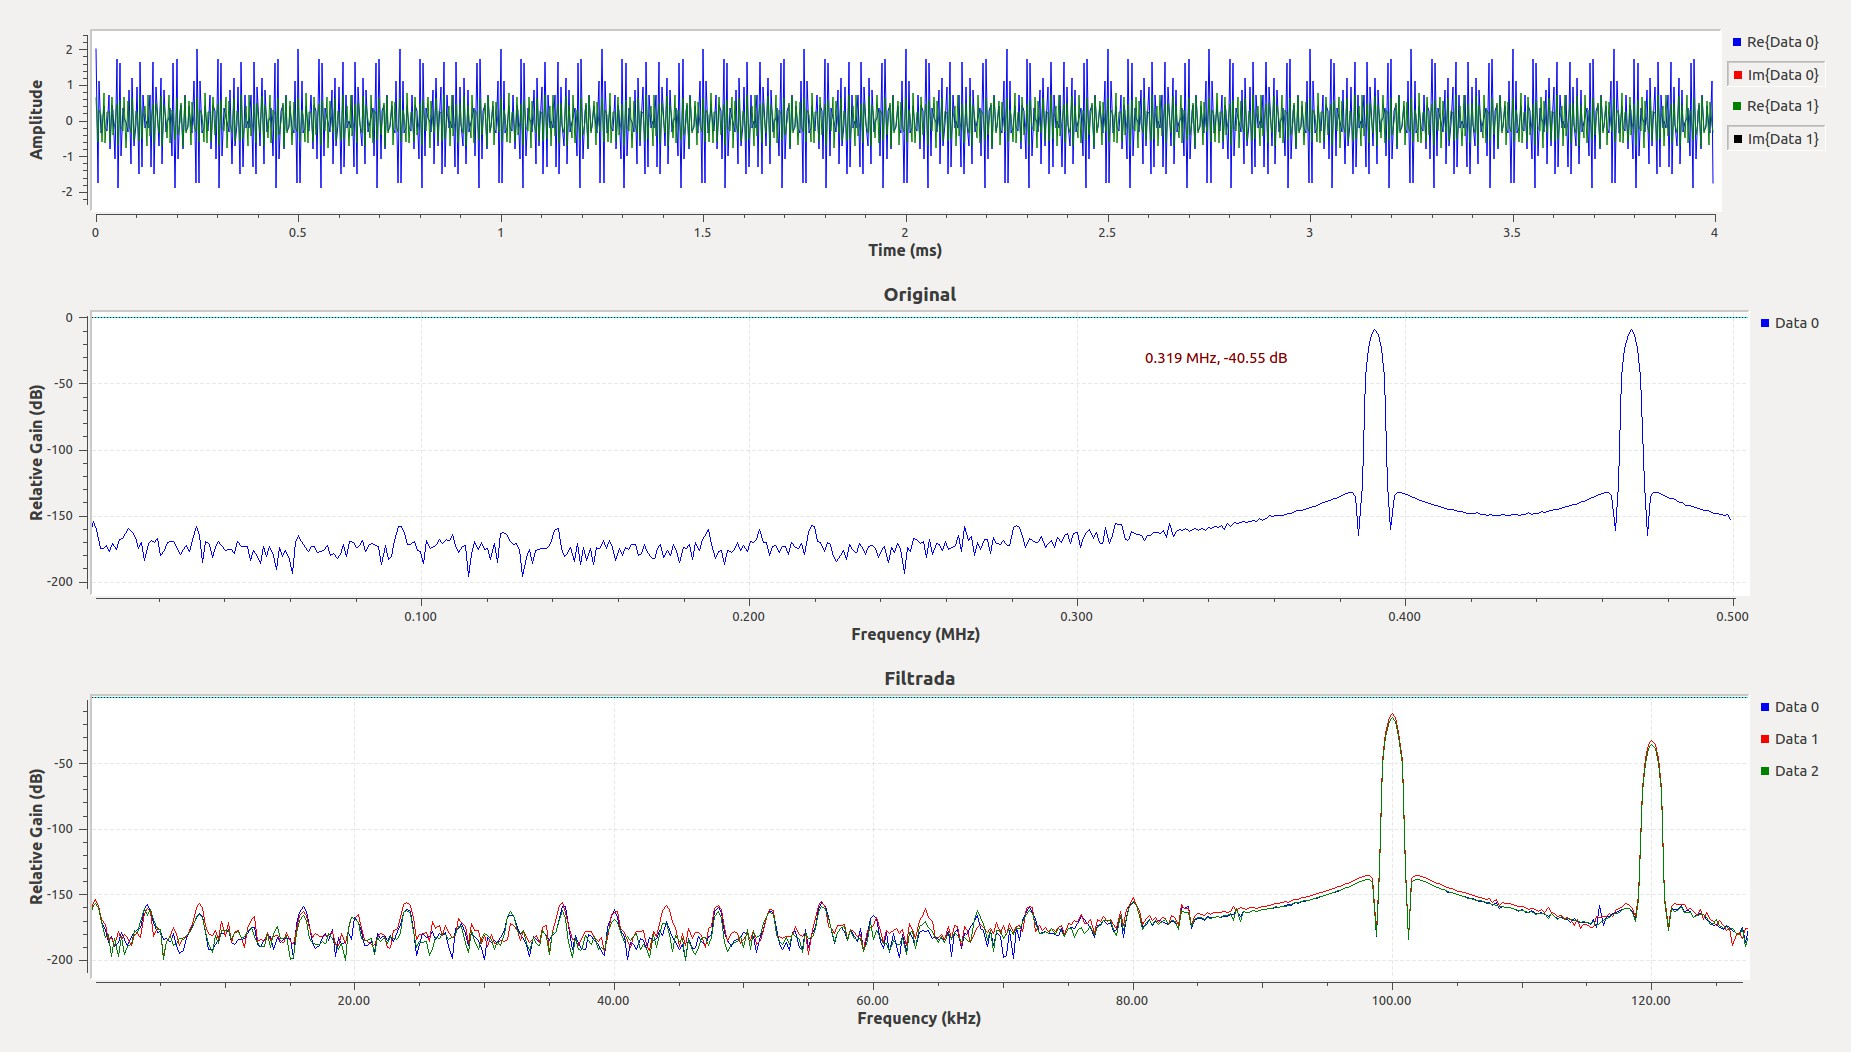 2
1
0
-1
-2
Amplitude
0
0.5
1
1.5
2
2.5
3
3.5
4
Time (ms)
Re{Data 0}
Im{Data 0}
Re{Data 1}
Im{Data 1}
Original
0
-50
-100
-150
-200
Relative Gain (dB)
0.319 MHz, -40.55 dB
0.100
0.200
0.300
0.400
0.500
Frequency (MHz)
Data 0
Filtrada
-50
-100
-150
-200
Relative Gain (dB)
20.00
40.00
60.00
80.00
100.00
120.00
Frequency (kHz)
Data 0
Data 1
Data 2